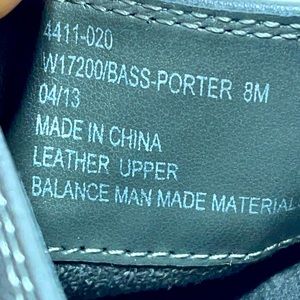 4411-020
W17200/BASS-PORTER 8M
04/13
MADE IN CHINA
LEATHER UPPER
BALANCE MAN MADE MATERIAL